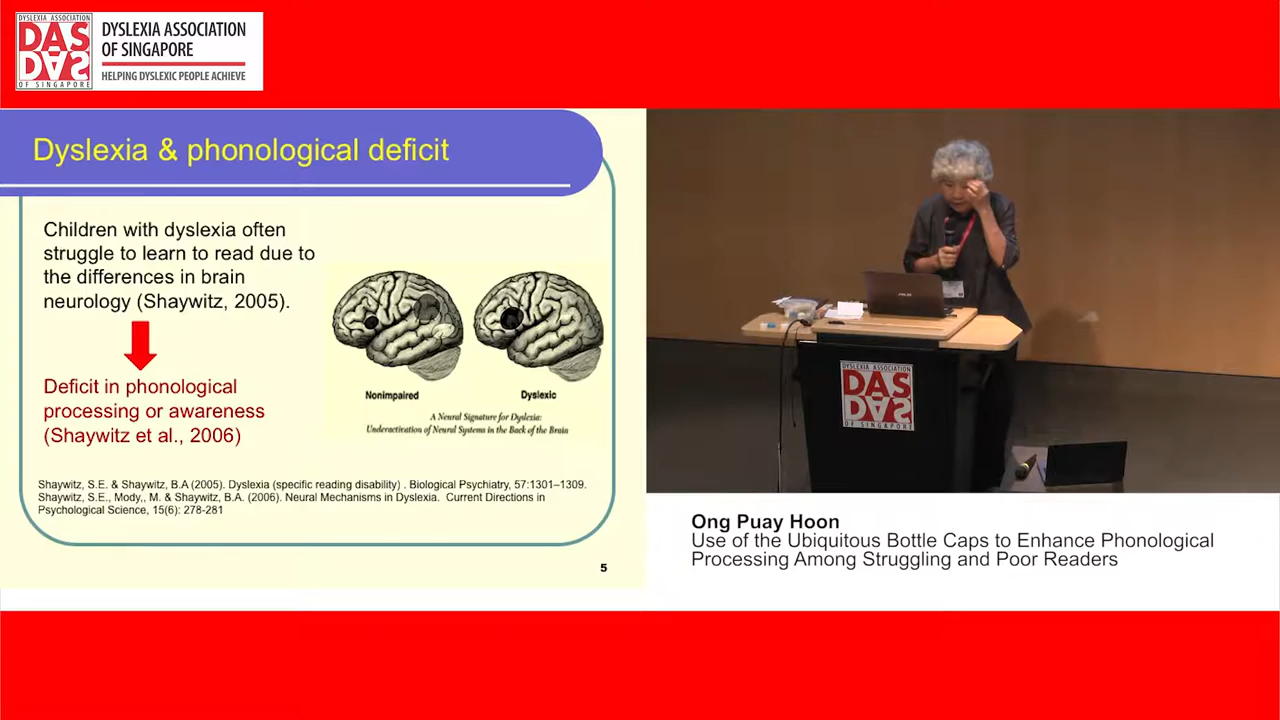 DYSLEXIA ASSOCIATION
DAS
DAS
OF SINGAPORE
DYSLEXIA ASSOCIATION
OF SINGAPORE
HELPING DYSLEXIC PEOPLE ACHIEVE
Dyslexia & phonological deficit
Children with dyslexia often
struggle to learn to read due to
the differences in brain
neurology (Shaywitz, 2005).
Deficit in phonological
processing or awareness
(Shaywitz et al., 2006)
Nonimpaired
Dyslexic
A Neural Signature for Dyslexia:
Underactivation of Neural Systems in the Back of the Brain
Shaywitz, S.E. & Shaywitz, B.A (2005). Dyslexia (specific reading disability) . Biological Psychiatry, 57:1301–1309.
Shaywitz, S.E., Mody,, M. & Shaywitz, B.A. (2006). Neural Mechanisms in Dyslexia. Current Directions in
Psychological Science, 15(6): 278-281
5
ASUS
DYSLEXIA ASSOCIATION
DAS
DAS
OF SINGAPORE
Ong Puay Hoon
Use of the Ubiquitous Bottle Caps to Enhance Phonological
Processing Among Struggling and Poor Readers